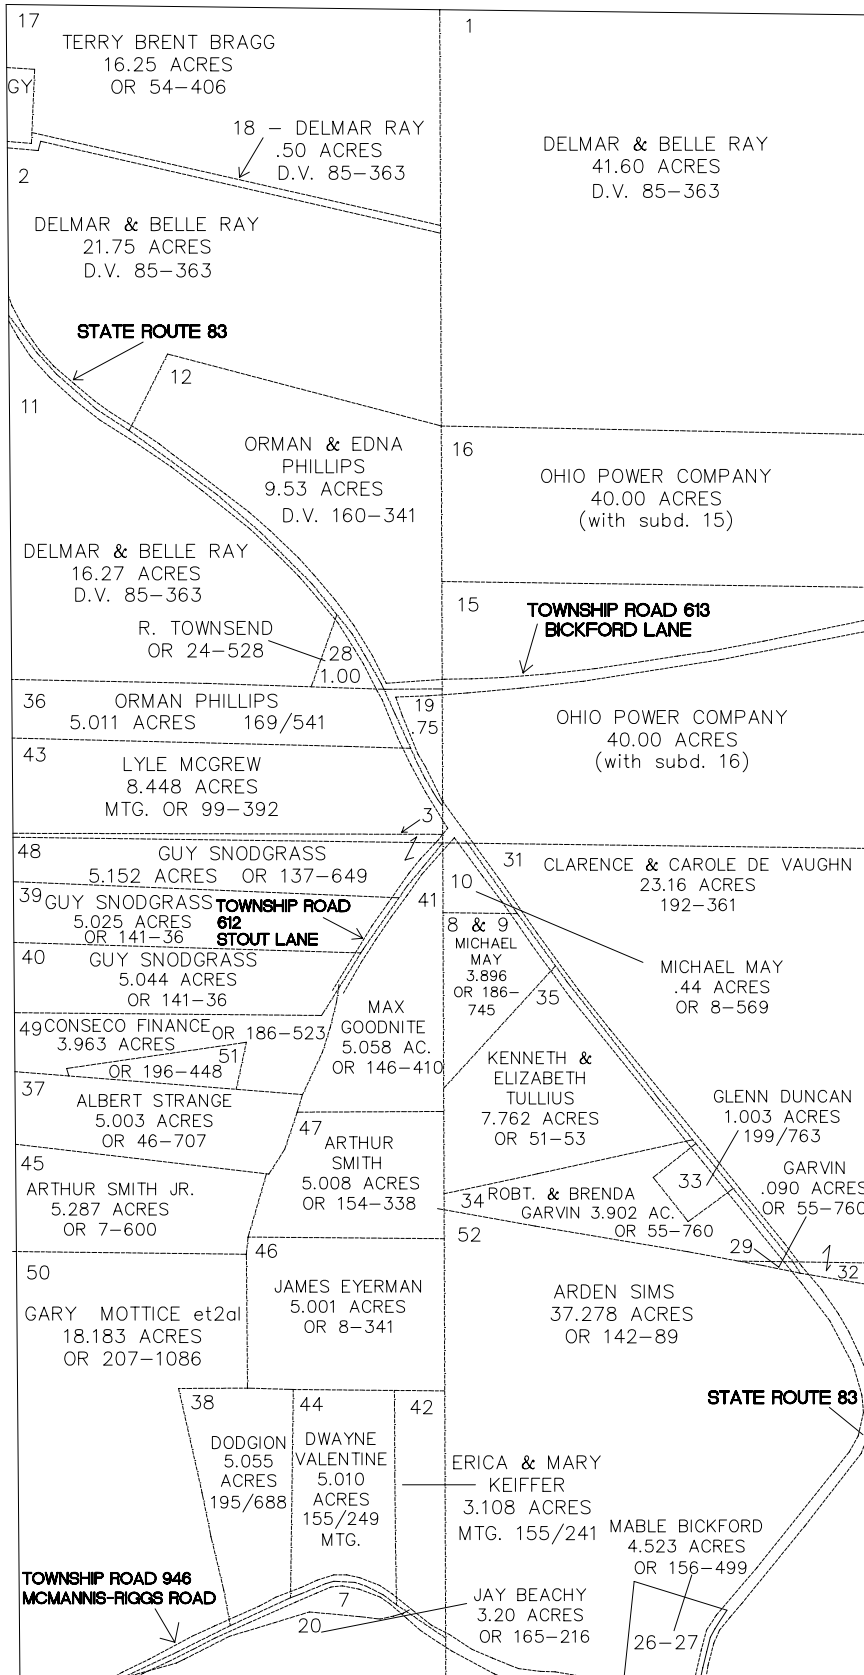 17
TERRY BRENT BRAGG
16.25 ACRES
OR 54-406
GY
1
18 - DELMAR RAY
.50 ACRES
D.V. 85-363
DELMAR & BELLE RAY
41.60 ACRES
D.V. 85-363
2
DELMAR & BELLE RAY
21.75 ACRES
D.V. 85-363
STATE ROUTE 83
12
11
ORMAN & EDNA
PHILLIPS
9.53 ACRES
D.V. 160-341
16
OHIO POWER COMPANY
40.00 ACRES
(with subd. 15)
DELMAR & BELLE RAY
16.27 ACRES
D.V. 85-363
R. TOWNSEND
OR 24-528
28
1.00
15
TOWNSHIP ROAD 613
BICKFORD LANE
36
ORMAN PHILLIPS
5.011 ACRES 169/541
19
.75
OHIO POWER COMPANY
40.00 ACRES
(with subd. 16)
43
LYLE MCGREW
8.448 ACRES
MTG. OR 99-392
3
48
GUY SNODGRASS
5.152 ACRES OR 137-649
31
CLARENCE & CAROLE DE VAUGHN
23.16 ACRES
192-361
39
GUY SNODGRASS
5.025 ACRES
OR 141-36
TOWNSHIP ROAD
612
STOUT LANE
41
10
8 & 9
MICHAEL
MAY
3.896
OR 186-
745
40
GUY SNODGRASS
5.044 ACRES
OR 141-36
MICHAEL MAY
.44 ACRES
OR 8-569
35
MAX
GOODNITE
5.058 AC.
OR 146-410
49
CONSECO FINANCE
3.963 ACRES
OR 186-523
51
OR 196-448
KENNETH &
ELIZABETH
TULLIUS
7.762 ACRES
OR 51-53
37
ALBERT STRANGE
5.003 ACRES
OR 46-707
GLENN DUNCAN
1.003 ACRES
199/763
47
ARTHUR
SMITH
5.008 ACRES
OR 154-338
45
ARTHUR SMITH JR.
5.287 ACRES
OR 7-600
33
34
ROBT. & BRENDA
GARVIN 3.902 AC.
OR 55-760
GARVIN
.090 ACRES
OR 55-760
52
29
32
46
JAMES EYERMAN
5.001 ACRES
OR 8-341
50
GARY MOTTICE et2al
18.183 ACRES
OR 207-1086
ARDEN SIMS
37.278 ACRES
OR 142-89
STATE ROUTE 83
38
DODGION
5.055
ACRES
195/688
44
DWAYNE
VALENTINE
5.010
ACRES
155/249
MTG.
42
ERICA & MARY
KEIFFER
3.108 ACRES
MTG. 155/241
MABLE BICKFORD
4.523 ACRES
OR 156-499
TOWNSHIP ROAD 946
MCMANNIS-RIGGS ROAD
7
20
JAY BEACHY
3.20 ACRES
OR 165-216
26-27